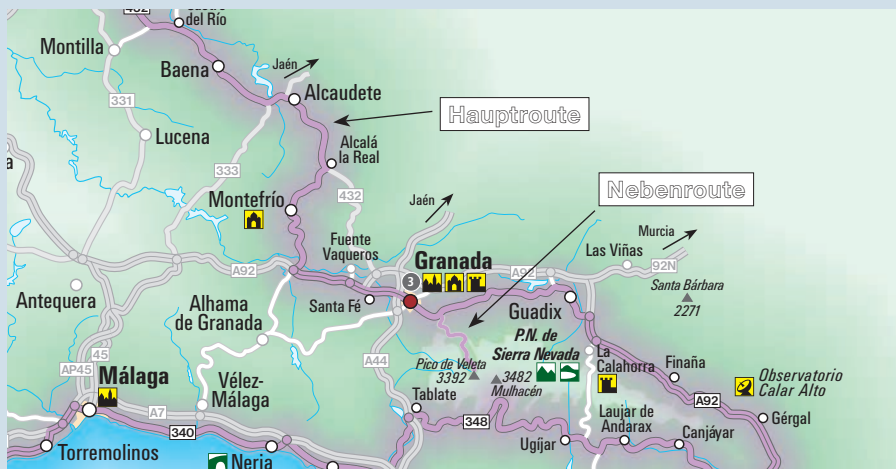 432
Castro
del Río
Montilla
Baena
Jaén
Alcaudete
Hauptroute
331
Lucena
Alcalá
la Real
333
Nebenroute
432
Montefrío
Jaén
Murcia
Fuente
Vaqueros
Granada
Las Viñas
A92
3
A92
92N
Santa Bárbara
2271
Antequera
Santa Fé
Guadix
Alhama
de Granada
P.N. de
Sierra Nevada
La
Calahorra
45
AP45
A44
Pico de Veleta
3392
3482
Mulhacén
Finaña
Málaga
Observatorio
Calar Alto
Vélez-
Málaga
A92
A7
Tablate
Laujar de
Andarax
Gérgal
340
348
Ugíjar
Canjáyar
Torremolinos
Nerja